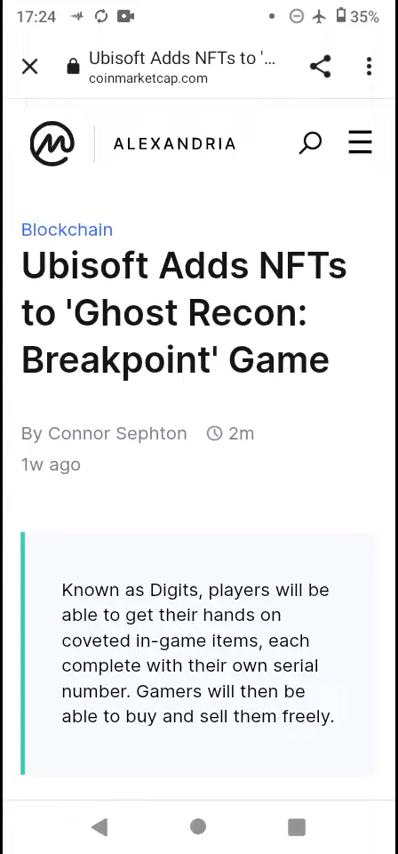 17:24
35%
Ubisoft Adds NFTs to '...
coinmarketcap.com
ALEXANDRIA
Blockchain
Ubisoft Adds NFTs
to 'Ghost Recon:
Breakpoint' Game
By Connor Sephton 2m
1w ago
Known as Digits, players will be
able to get their hands on
coveted in-game items, each
complete with their own serial
number. Gamers will then be
able to buy and sell them freely.